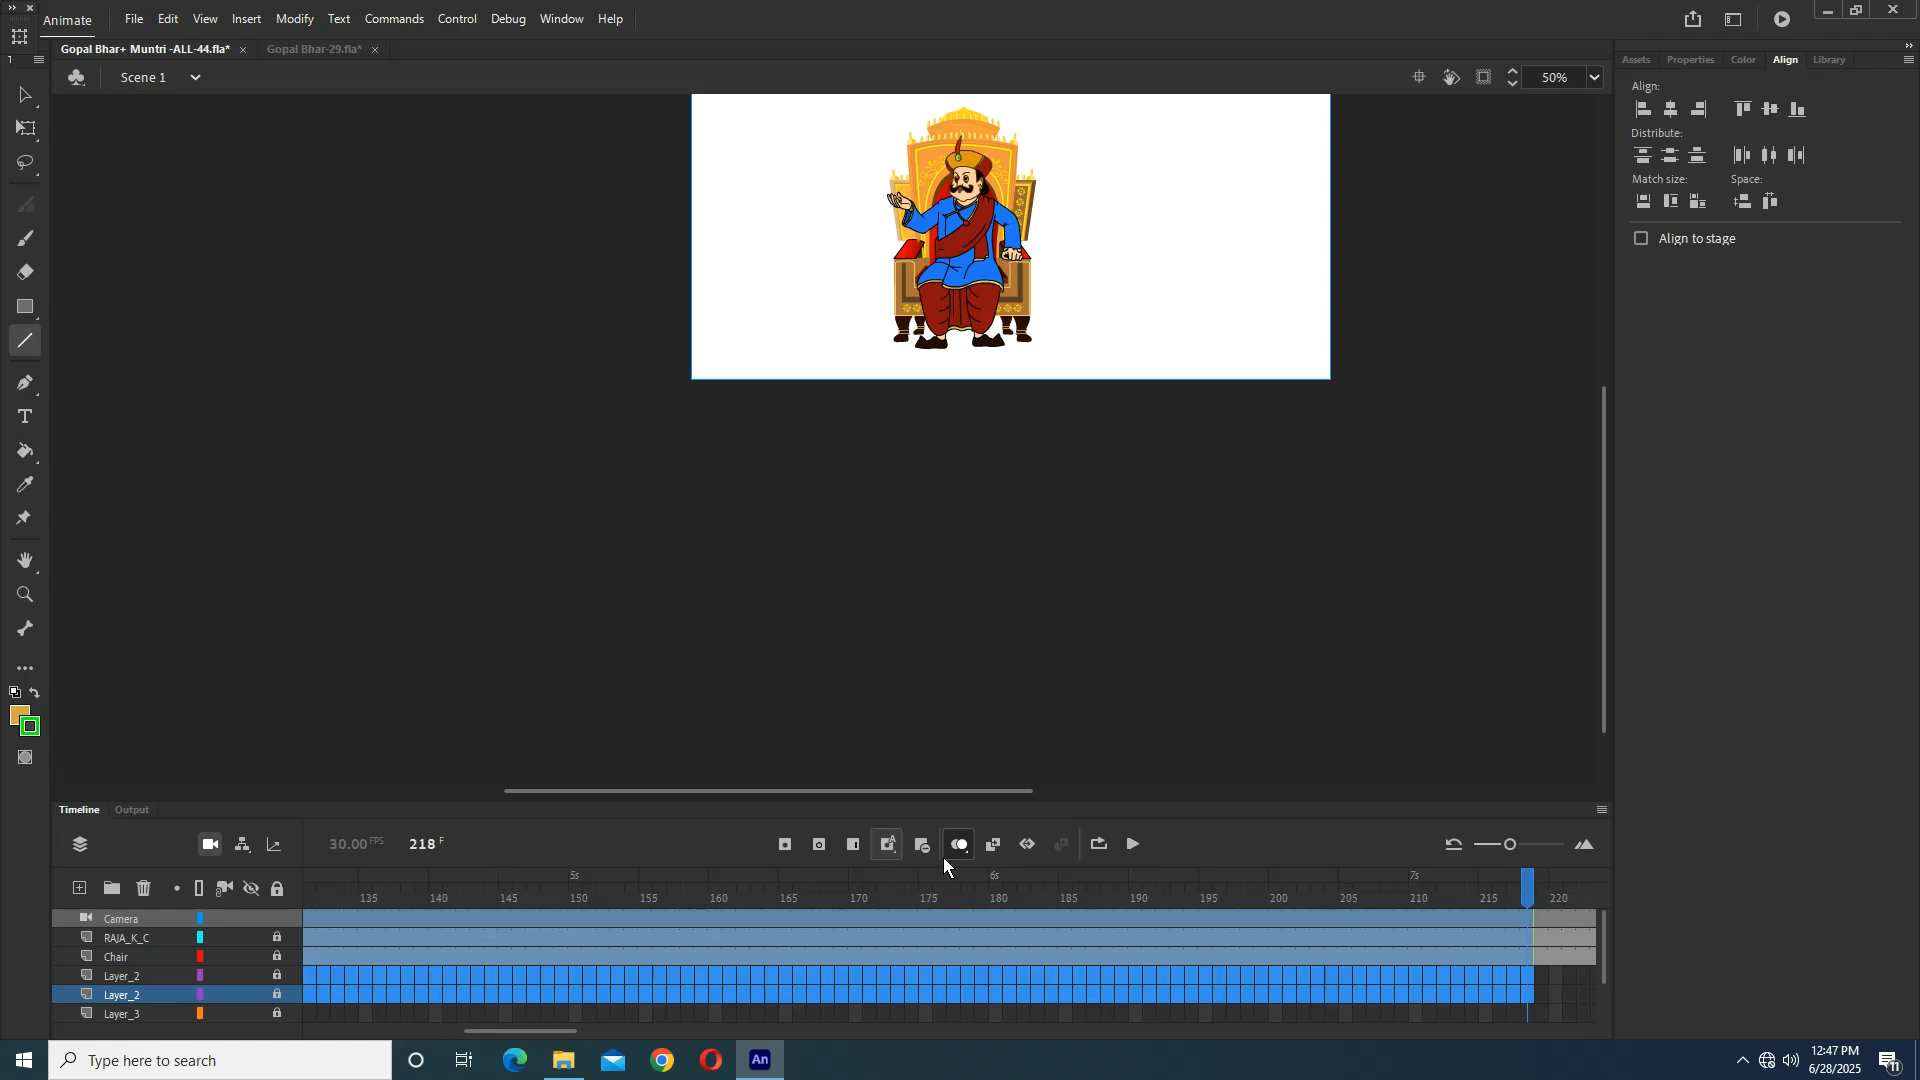 Animate File Edit View Insert Modify Text Commands Control Debug Window Help
Gopal Bhar+ Muntri -ALL-44.fla* Gopal Bhar-29.fla*
Scene 1 50%
Assets Properties Color Align Library
Align:
Distribute:
Match size: Space:
Align to stage
Timeline Output
30.00 FPS 218 F
5s 6s 7s
135 140 145 150 155 160 165 170 175 180 185 190 195 200 205 210 215 220
Camera
RAJA_K_C
Chair
Layer_2
Layer_2
Layer_3
Type here to search
An
12:47 PM
6/28/2025
11